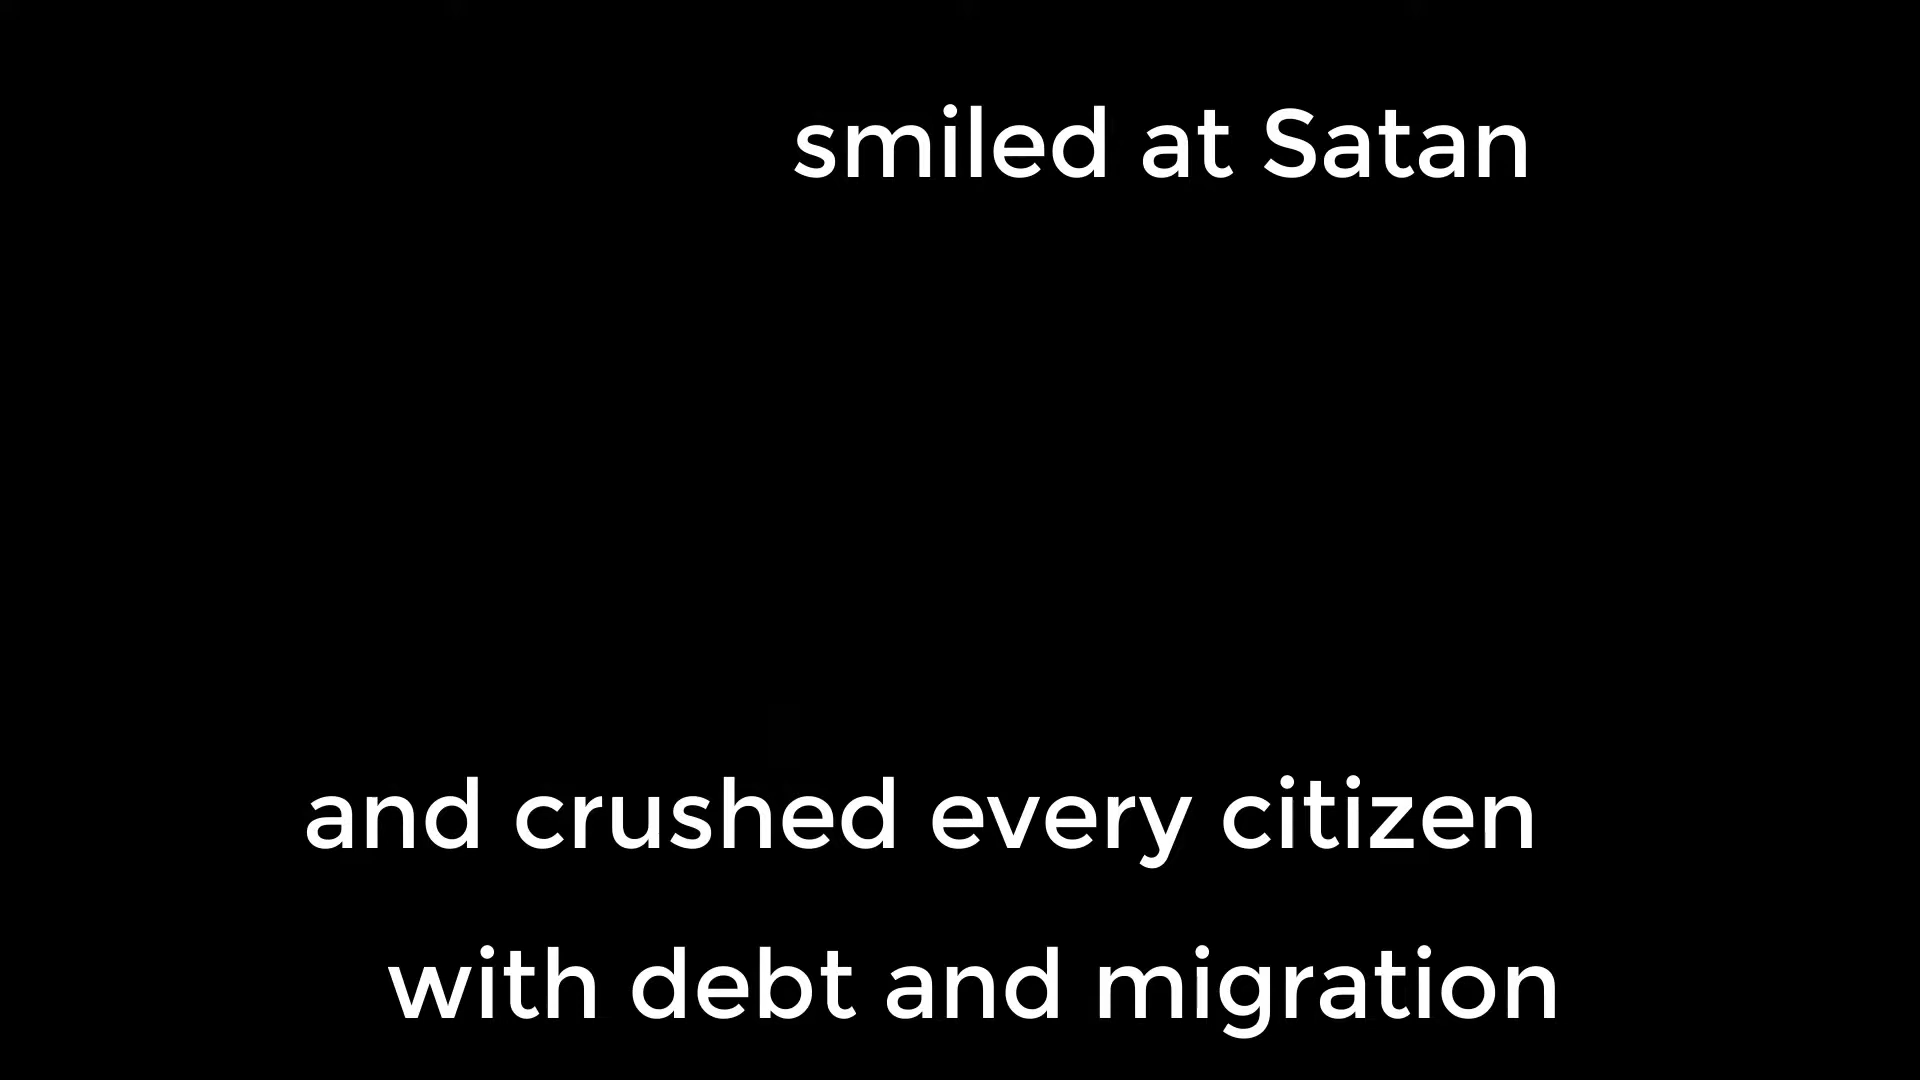 smiled at Satan
and crushed every citizen
with debt and migration